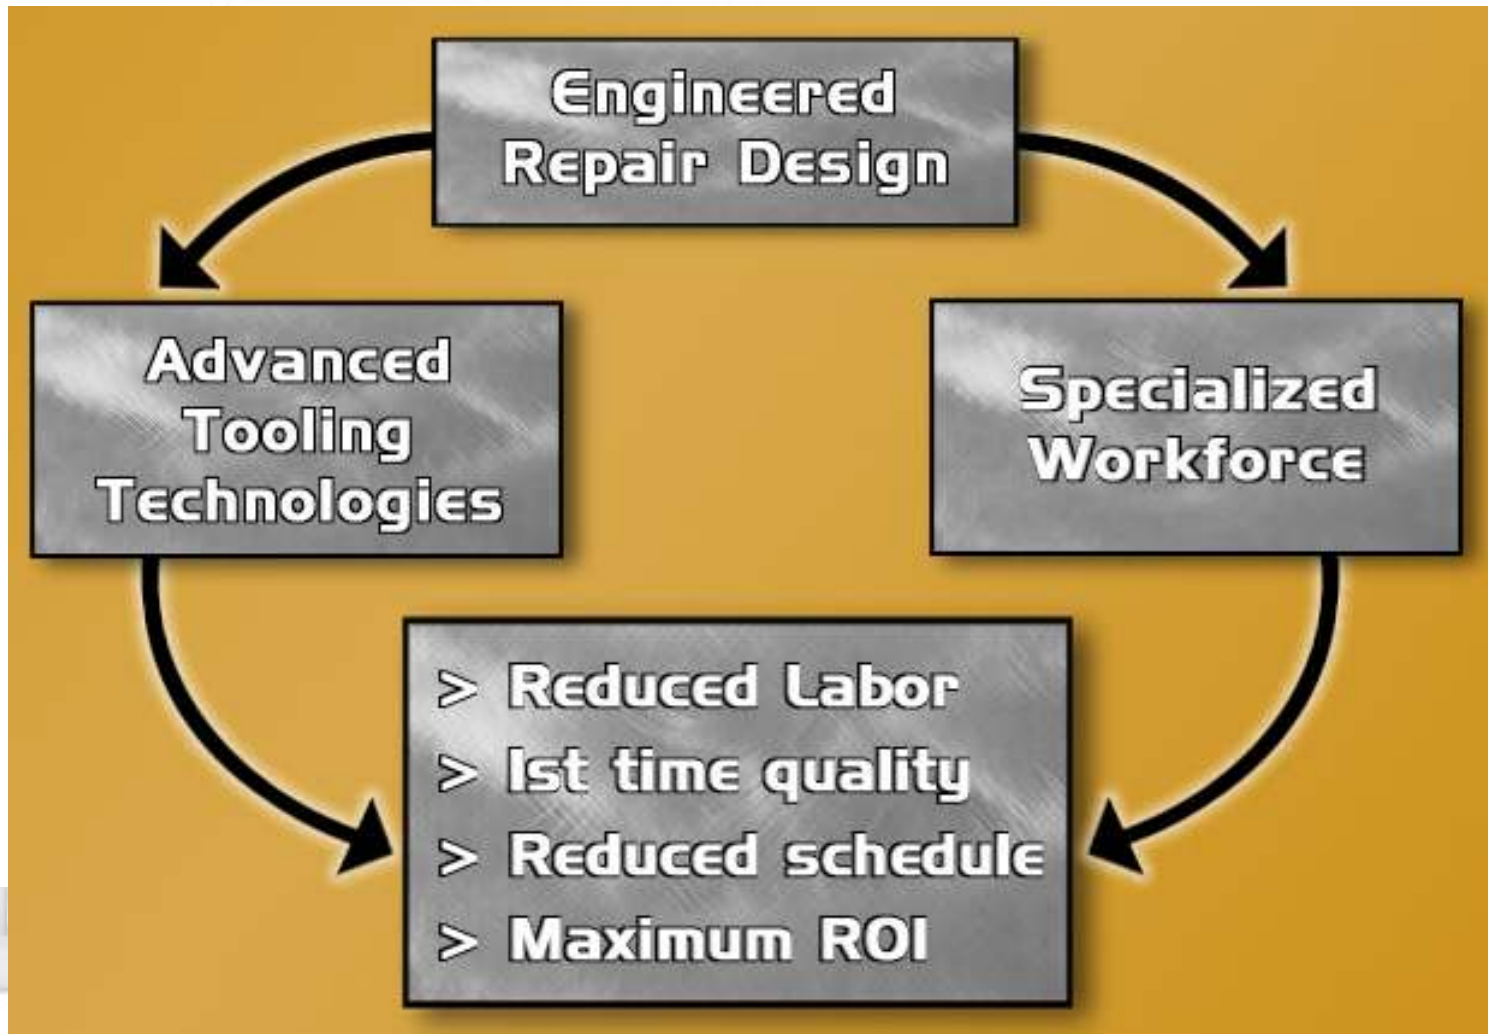 Engineered
Repair Design
Advanced
Tooling
Technologies
Specialized
Workforce
> Reduced Labor
> 1st time quality
> Reduced schedule
> Maximum ROI